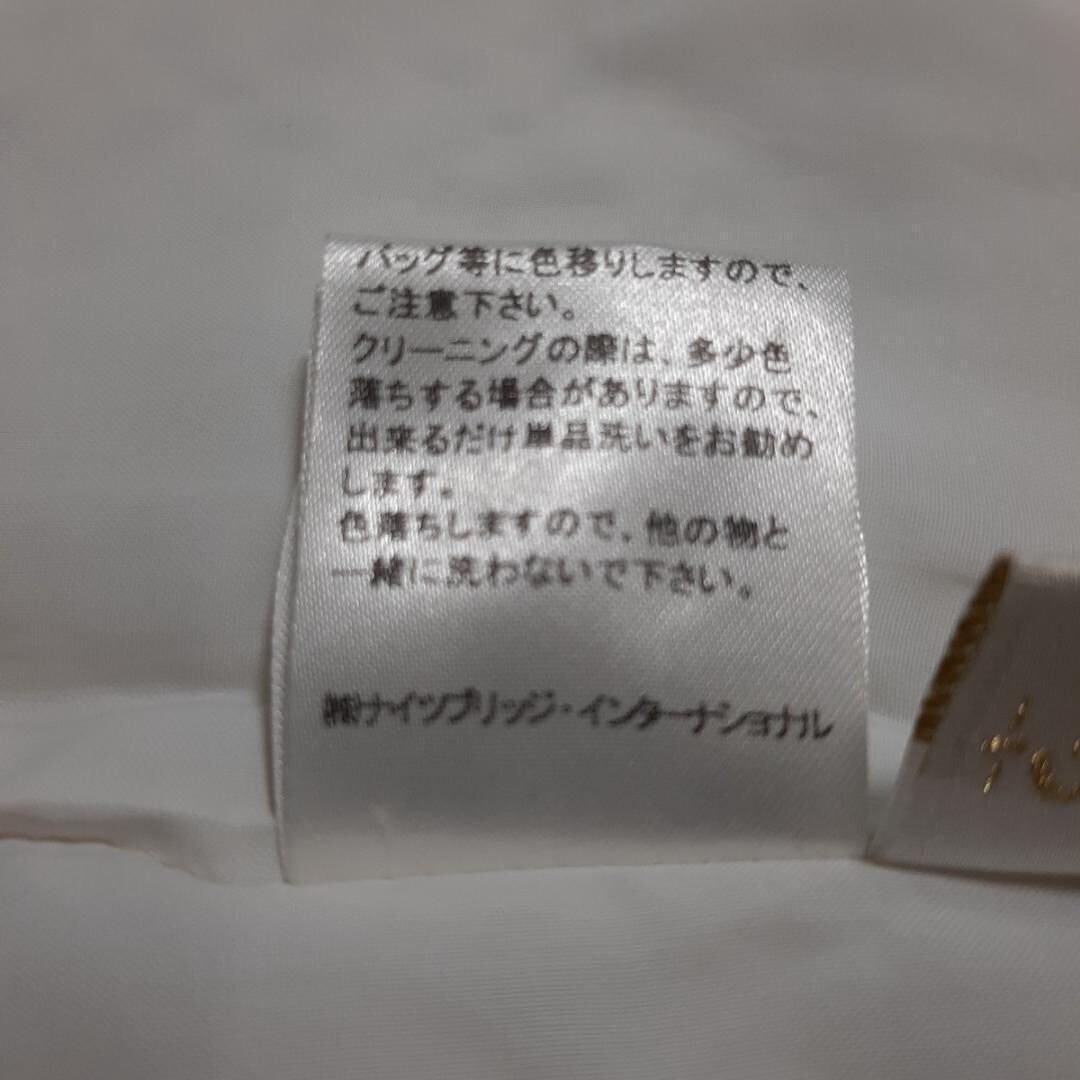 バッグ等に色移りしますので、
ご注意下さい。
クリーニングの際は、多少色
落ちする場合がありますので、
出来るだけ単品洗いをお勧め
します。
色落ちしますので、他の物と
一緒に洗わないで下さい。
㈱ナイツブリッジ・インターナショナル